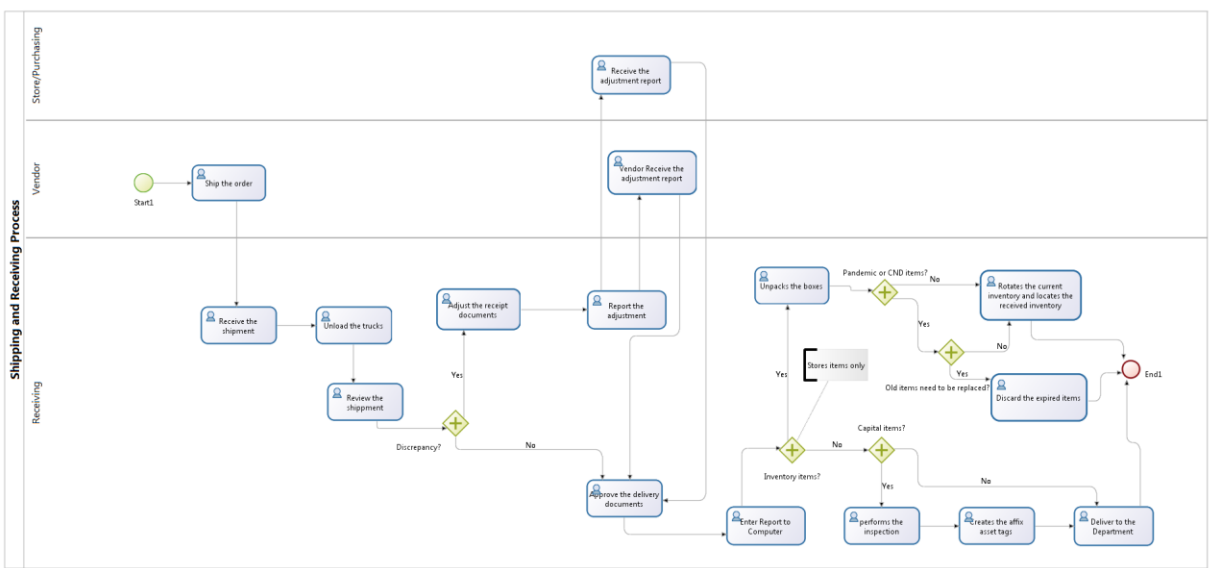 Shipping and Receiving Process
Store/Purchasing
Receive the
adjustment report
Vendor
Start1
Ship the order
Vendor Receive the
adjustment report
Receiving
Receive the
shipment
Unload the trucks
Review the
shippment
Discrepancy?
Yes
No
Adjust the receipt
documents
Report the
adjustment
Approve the delivery
documents
Enter Report to
Computer
Inventory items?
Stores items only
Yes
No
Unpacks the boxes
Pandemic or CND items?
No
Yes
Rotates the current
inventory and locates the
received inventory
No
Yes
Old items need to be replaced?
Discard the expired items
End1
Capital items?
No
Yes
performs the
inspection
Creates the affix
asset tags
Deliver to the
Department